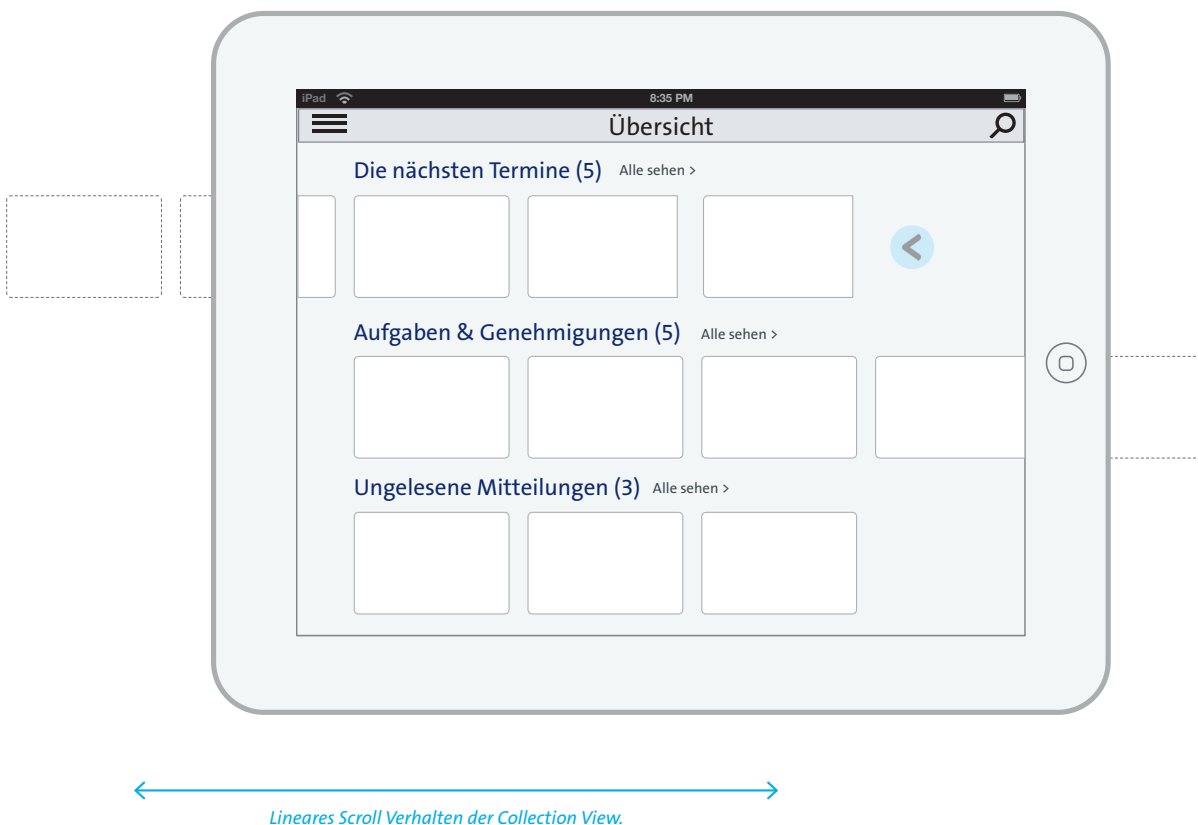 iPad 8:35 PM
Übersicht
Die nächsten Termine (5) Alle sehen >
Aufgaben & Genehmigungen (5) Alle sehen >
Ungelesene Mitteilungen (3) Alle sehen >
Lineares Scroll Verhalten der Collection View.